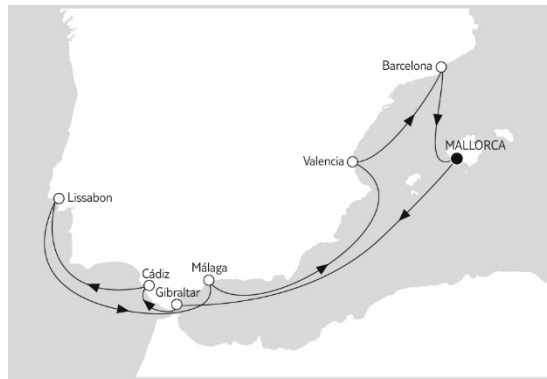 Barcelona
MALLORCA
Valencia
Lissabon
Málaga
Cádiz
Gibraltar